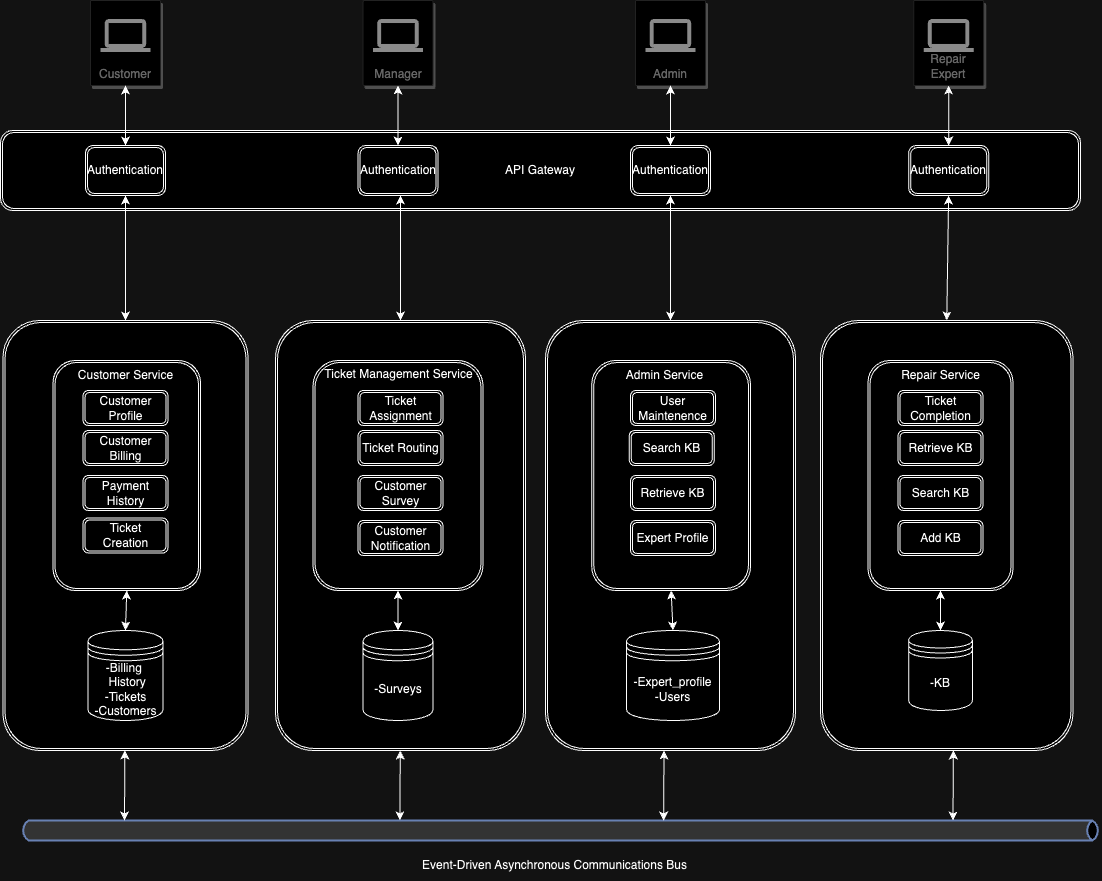 Customer
Manager
Admin
Repair
Expert
Authentication
Authentication
API Gateway
Authentication
Authentication
Customer Service
Customer
Profile
Customer
Billing
Payment
History
Ticket
Creation
-Billing
History
-Tickets
-Customers
Ticket Management Service
Ticket
Assignment
Ticket Routing
Customer
Survey
Customer
Notification
-Surveys
Admin Service
User
Maintenence
Search KB
Retrieve KB
Expert Profile
-Expert_profile
-Users
Repair Service
Ticket
Completion
Retrieve KB
Search KB
Add KB
-KB
Event-Driven Asynchronous Communications Bus